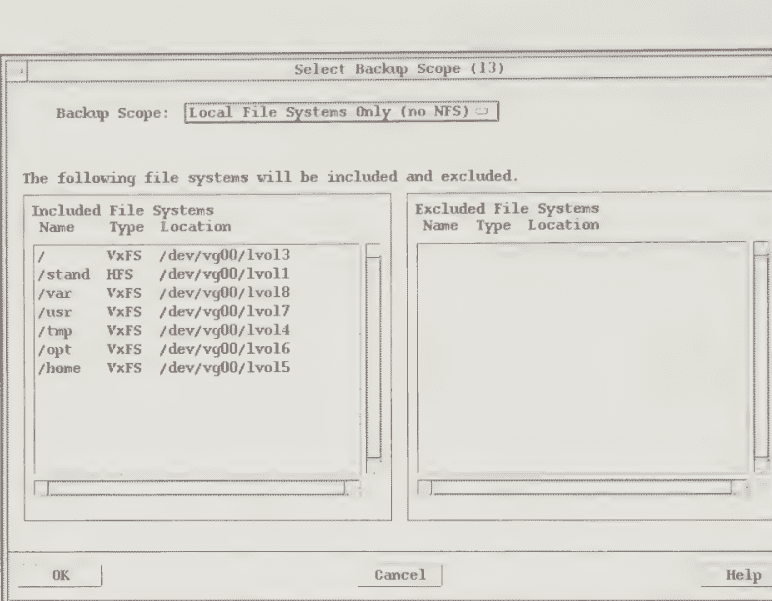 Select Backup Scope (13)
Backup Scope: Local File Systems Only (no NFS)
The following file systems will be included and excluded.
Included File Systems
Name Type Location
/ VxFS /dev/vg00/lvol3
/stand HFS /dev/vg00/lvol1
/var VxFS /dev/vg00/lvol8
/usr VxFS /dev/vg00/lvol7
/tmp VxFS /dev/vg00/lvol4
/opt VxFS /dev/vg00/lvol6
/home VxFS /dev/vg00/lvol5
Excluded File Systems
Name Type Location
OK Cancel Help